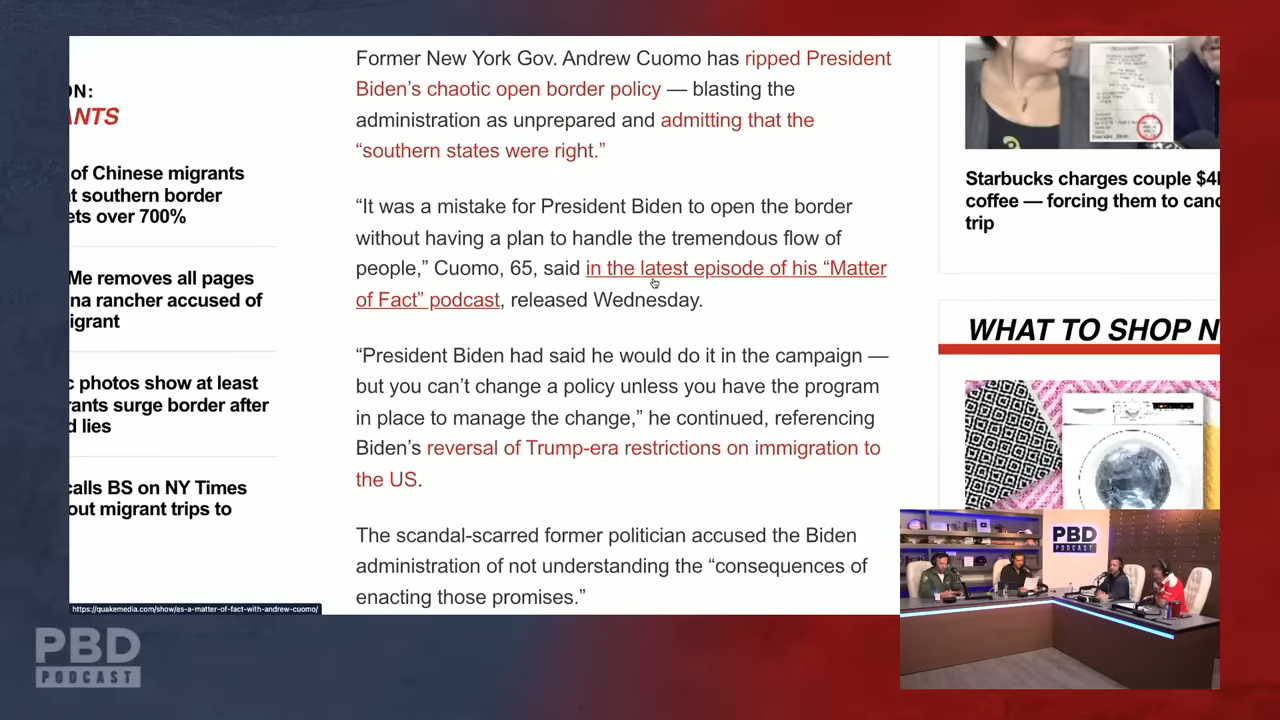 ON:
ANTS
of Chinese migrants
at southern border
ets over 700%
Me removes all pages
na rancher accused of
igrant
c photos show at least
rants surge border after
d lies
calls BS on NY Times
out migrant trips to
Former New York Gov. Andrew Cuomo has ripped President
Biden’s chaotic open border policy — blasting the
administration as unprepared and admitting that the
“southern states were right.”
“It was a mistake for President Biden to open the border
without having a plan to handle the tremendous flow of
people,” Cuomo, 65, said in the latest episode of his “Matter
of Fact” podcast, released Wednesday.
“President Biden had said he would do it in the campaign —
but you can’t change a policy unless you have the program
in place to manage the change,” he continued, referencing
Biden’s reversal of Trump-era restrictions on immigration to
the US.
The scandal-scarred former politician accused the Biden
administration of not understanding the “consequences of
enacting those promises.”
Starbucks charges couple $4
coffee — forcing them to canc
trip
WHAT TO SHOP N
https://quakemedia.com/show/as-a-matter-of-fact-with-andrew-cuomo/
PBD
PODCAST
PBD
PODCAST